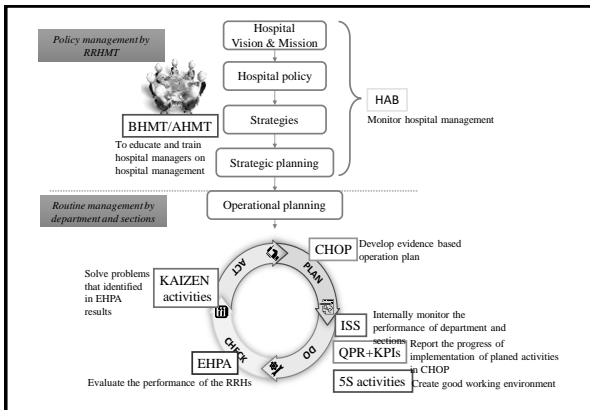 Hospital
Vision & Mission
Policy management by
RRHMT
Hospital policy
HAB
Monitor hospital management
Strategies
BHMT/AHMT
To educate and train
hospital managers on
hospital management
Strategic planning
Routine management by
department and sections
Operational planning
CHOP
Develop evidence based
operation plan
PLAN
ACT
Solve problems
that identified
in EHPA
results
KAIZEN
activities
ISS
Internally monitor the
performance of department and
sections
DO
CHECK
QPR+KPIs
Report the progress of
implementation of planed activities
in CHOP
EHPA
Evaluate the performance of the RRHs
5S activities
Create good working environment